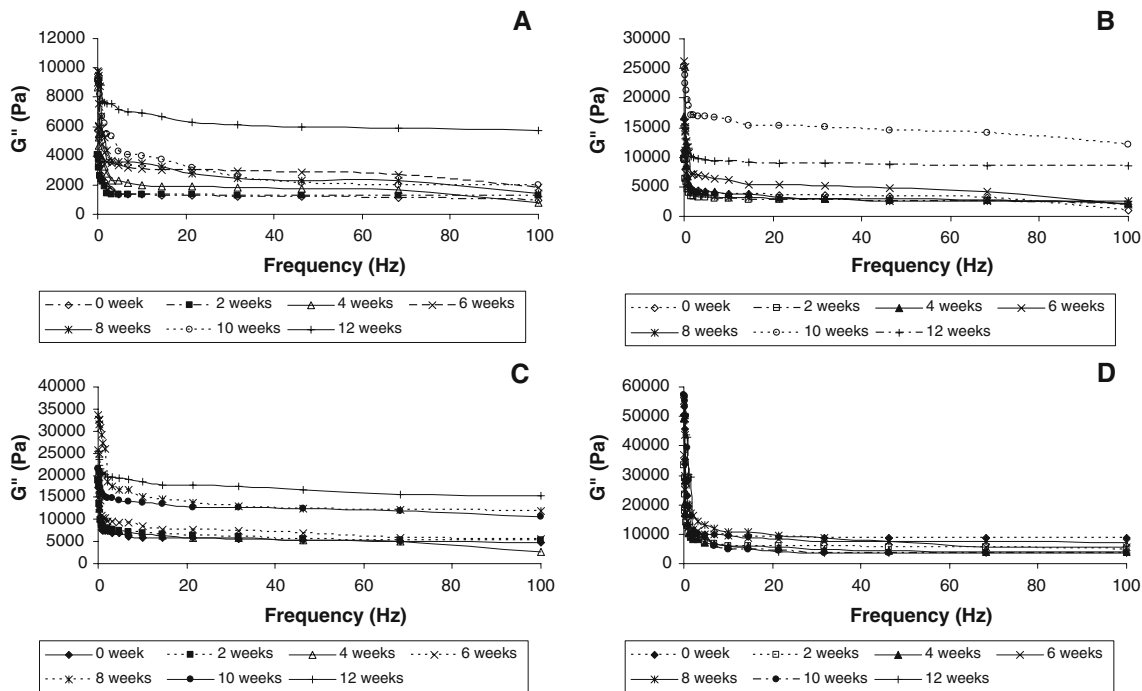 A
G" (Pa)
12000
10000
8000
6000
4000
2000
0
0 20 40 60 80 100
Frequency (Hz)
0 week 2 weeks 4 weeks 6 weeks
8 weeks 10 weeks 12 weeks
B
G" (Pa)
30000
25000
20000
15000
10000
5000
0
0 20 40 60 80 100
Frequency (Hz)
0 week 2 weeks 4 weeks 6 weeks
8 weeks 10 weeks 12 weeks
C
G" (Pa)
40000
35000
30000
25000
20000
15000
10000
5000
0
0 20 40 60 80 100
Frequency (Hz)
0 week 2 weeks 4 weeks 6 weeks
8 weeks 10 weeks 12 weeks
D
G" (Pa)
60000
50000
40000
30000
20000
10000
0
0 20 40 60 80 100
Frequency (Hz)
0 week 2 weeks 4 weeks 6 weeks
8 weeks 10 weeks 12 weeks